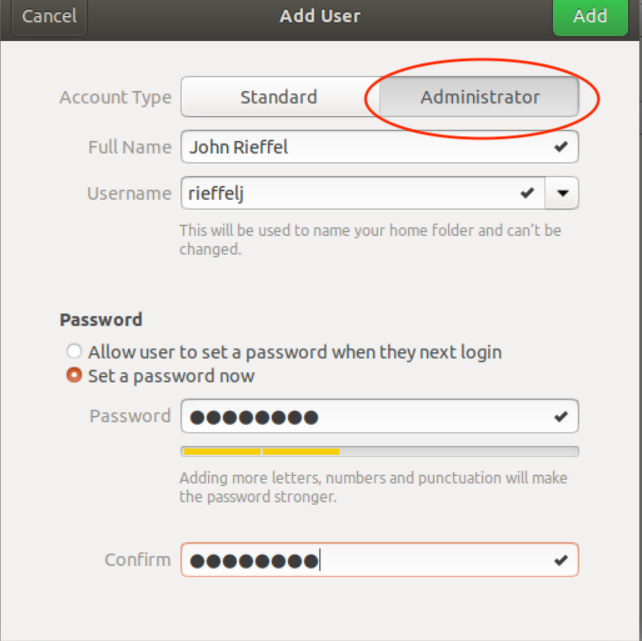 Cancel Add User Add
Account Type Standard Administrator
Full Name John Rieffel
Username rieffelj
This will be used to name your home folder and can't be
changed.
Password
Allow user to set a password when they next login
Set a password now
Password ●●●●●●●●
Adding more letters, numbers and punctuation will make
the password stronger.
Confirm ●●●●●●●●